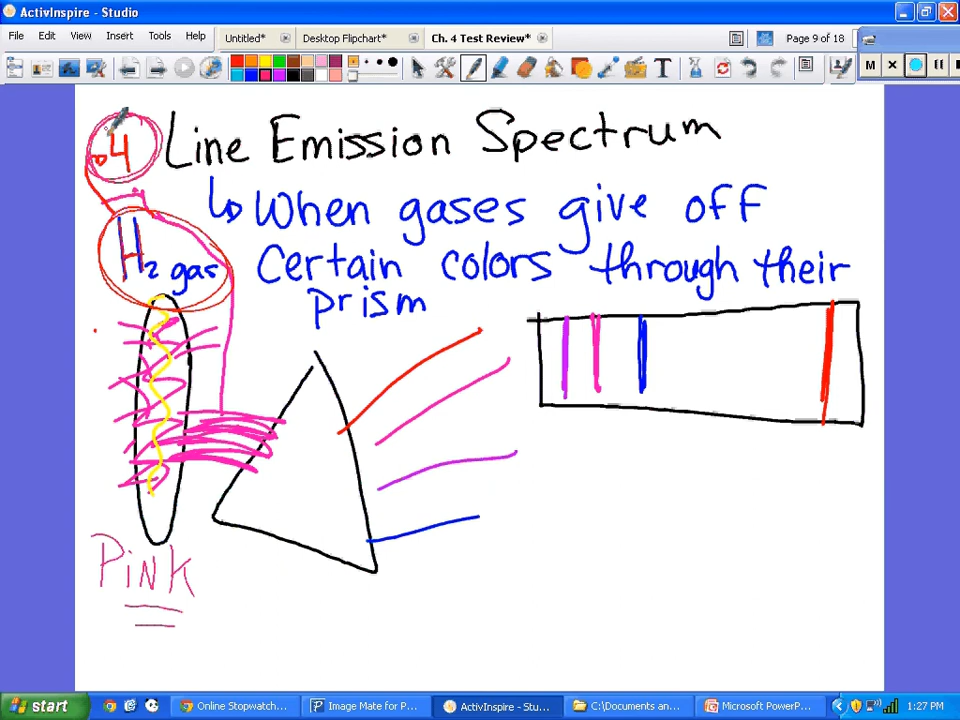 ActivInspire - Studio
File Edit View Insert Tools Help
Untitled* Desktop Flipchart* Ch. 4 Test Review* Page 9 of 18
M
4 Line Emission Spectrum
When gases give off
H2 gas Certain colors through their
prism
PiNK
start Online Stopwatch... Image Mate for P... ActivInspire - Stu... C:\Documents an... Microsoft PowerP... 1:27 PM